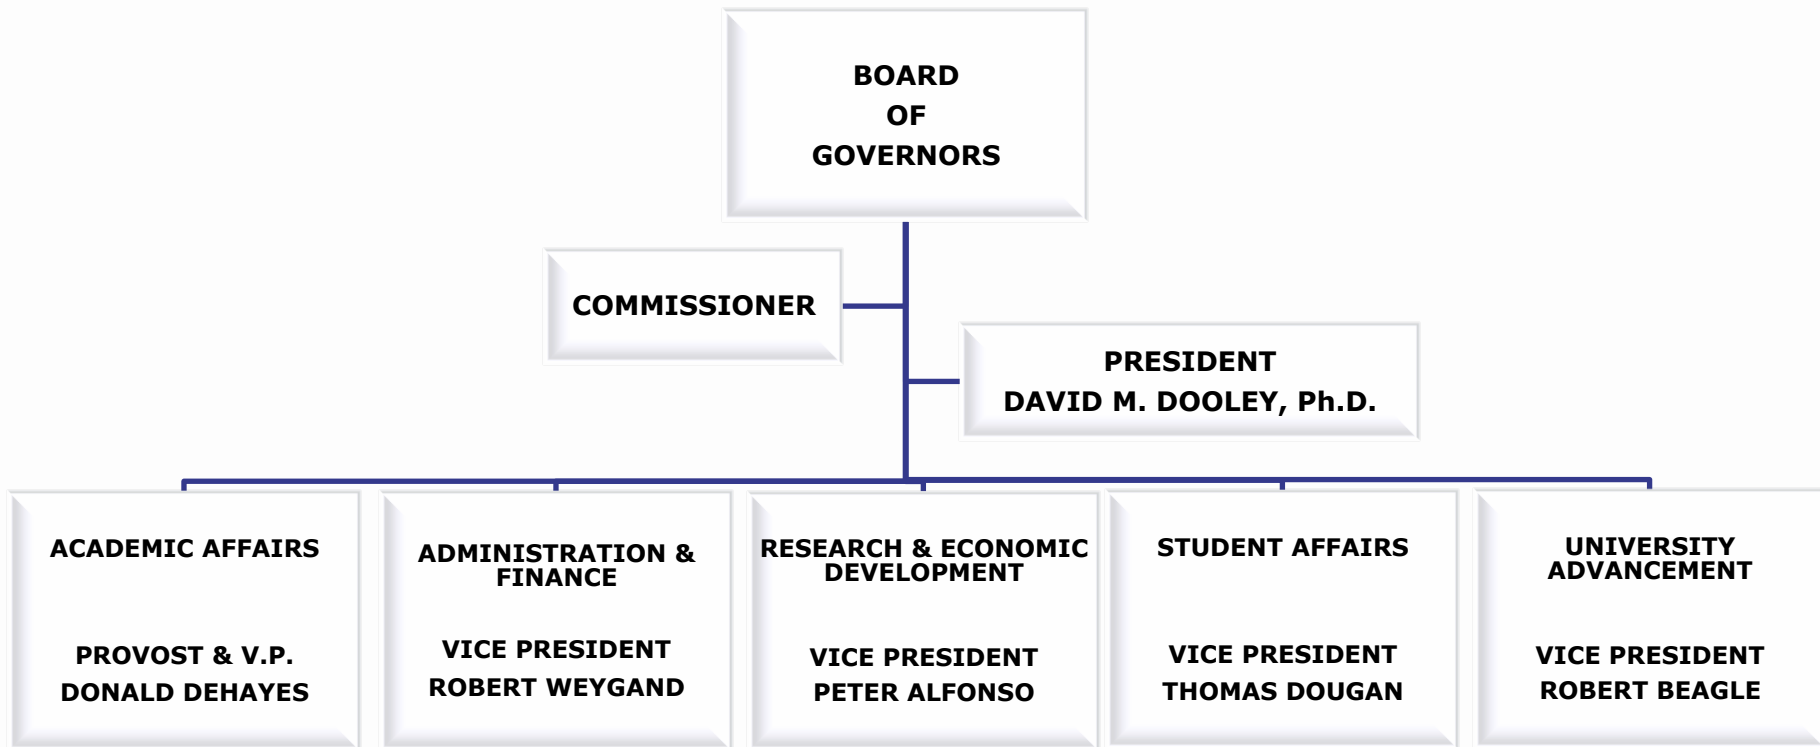 BOARD
OF
GOVERNORS
COMMISSIONER
PRESIDENT
DAVID M. DOOLEY, Ph.D.
ACADEMIC AFFAIRS
PROVOST & V.P.
DONALD DEHAYES
ADMINISTRATION &
FINANCE
VICE PRESIDENT
ROBERT WEYGAND
RESEARCH & ECONOMIC
DEVELOPMENT
VICE PRESIDENT
PETER ALFONSO
STUDENT AFFAIRS
VICE PRESIDENT
THOMAS DOUGAN
UNIVERSITY
ADVANCEMENT
VICE PRESIDENT
ROBERT BEAGLE